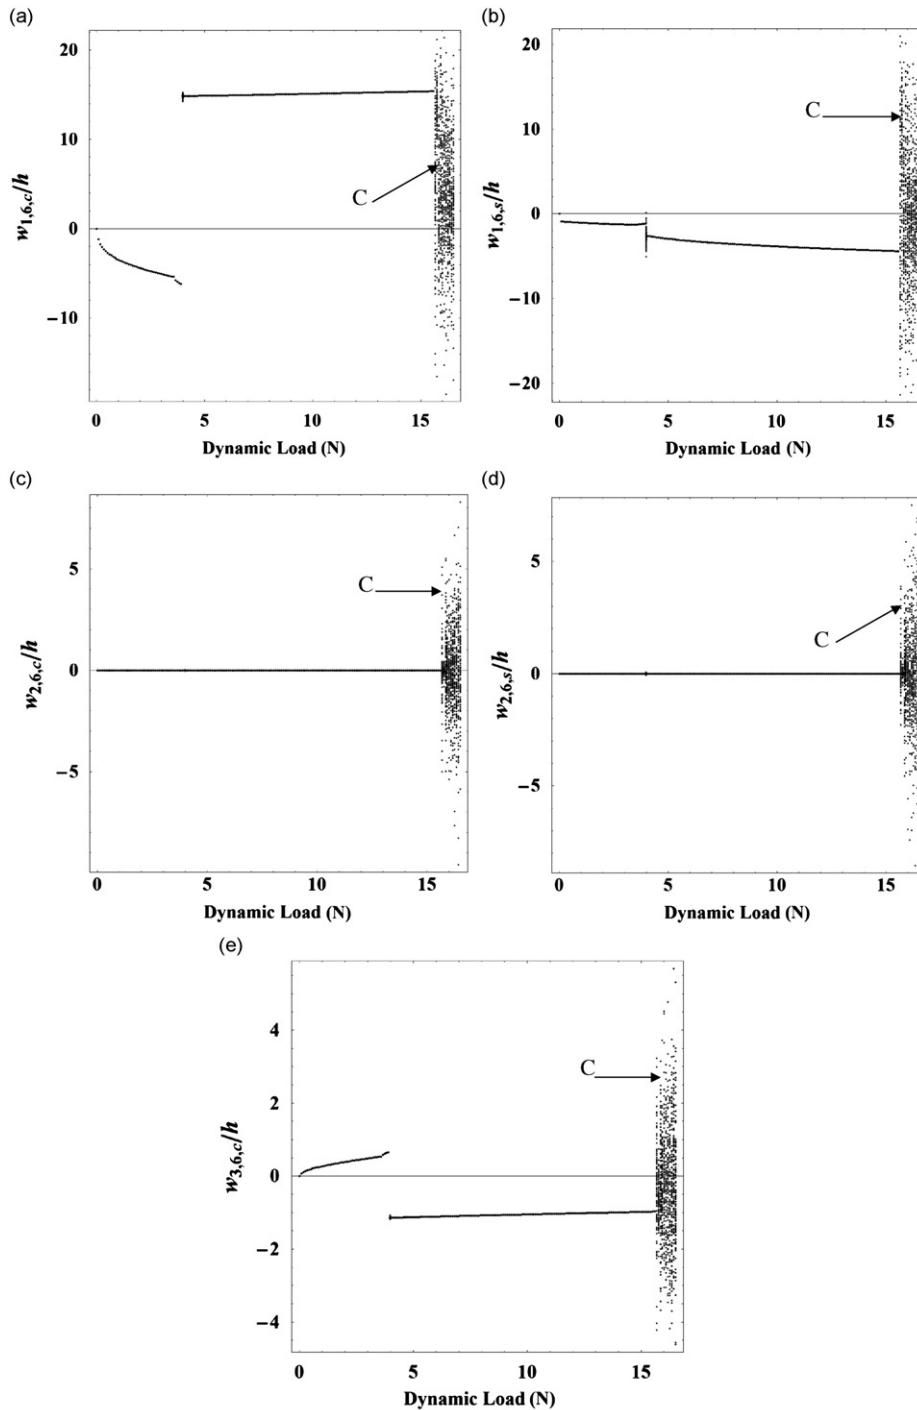 (a)
20
10
0
−10
w1,6,c/h
C
0 5 10 15
Dynamic Load (N)
(b)
20
10
0
−10
−20
w1,6,s/h
C
0 5 10 15
Dynamic Load (N)
(c)
5
0
−5
w2,6,c/h
C
0 5 10 15
Dynamic Load (N)
(d)
5
0
−5
w2,6,s/h
C
0 5 10 15
Dynamic Load (N)
(e)
4
2
0
−2
−4
w3,6,c/h
C
0 5 10 15
Dynamic Load (N)